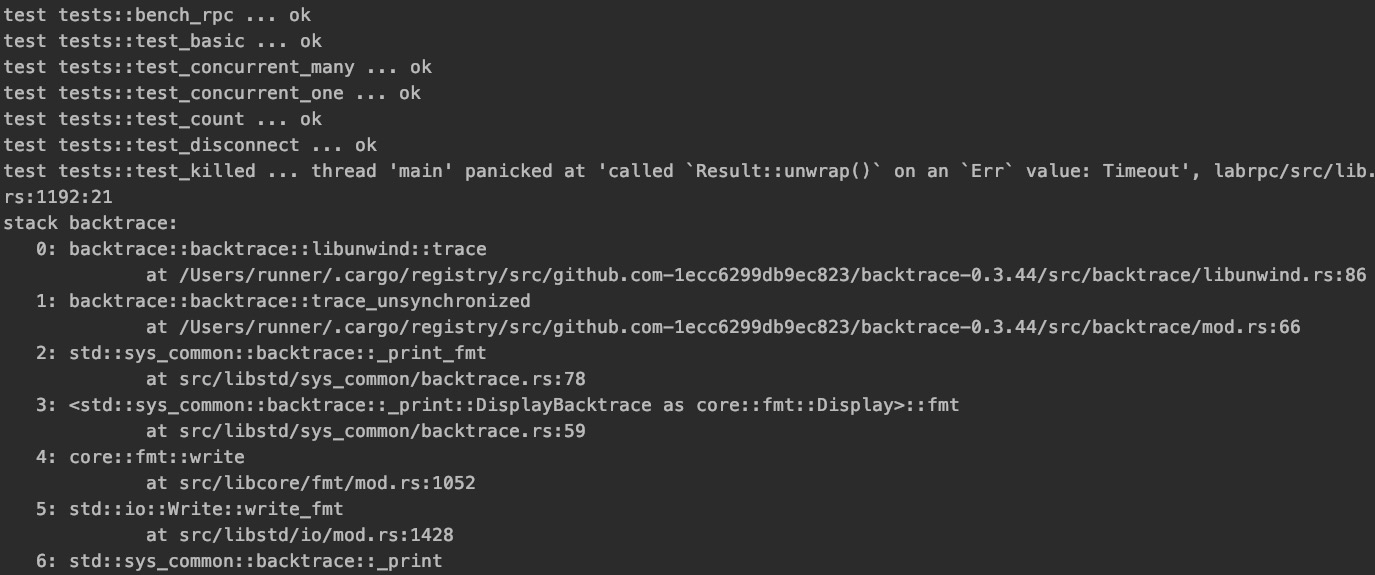 test tests::bench_rpc ... ok
test tests::test_basic ... ok
test tests::test_concurrent_many ... ok
test tests::test_concurrent_one ... ok
test tests::test_count ... ok
test tests::test_disconnect ... ok
test tests::test_killed ... thread 'main' panicked at 'called `Result::unwrap()` on an `Err` value: Timeout', labrpc/src/lib.
rs:1192:21
stack backtrace:
   0: backtrace::backtrace::libunwind::trace
             at /Users/runner/.cargo/registry/src/github.com-1ecc6299db9ec823/backtrace-0.3.44/src/backtrace/libunwind.rs:86
   1: backtrace::backtrace::trace_unsynchronized
             at /Users/runner/.cargo/registry/src/github.com-1ecc6299db9ec823/backtrace-0.3.44/src/backtrace/mod.rs:66
   2: std::sys_common::backtrace::_print_fmt
             at src/libstd/sys_common/backtrace.rs:78
   3: <std::sys_common::backtrace::_print::DisplayBacktrace as core::fmt::Display>::fmt
             at src/libstd/sys_common/backtrace.rs:59
   4: core::fmt::write
             at src/libcore/fmt/mod.rs:1052
   5: std::io::Write::write_fmt
             at src/libstd/io/mod.rs:1428
   6: std::sys_common::backtrace::_print